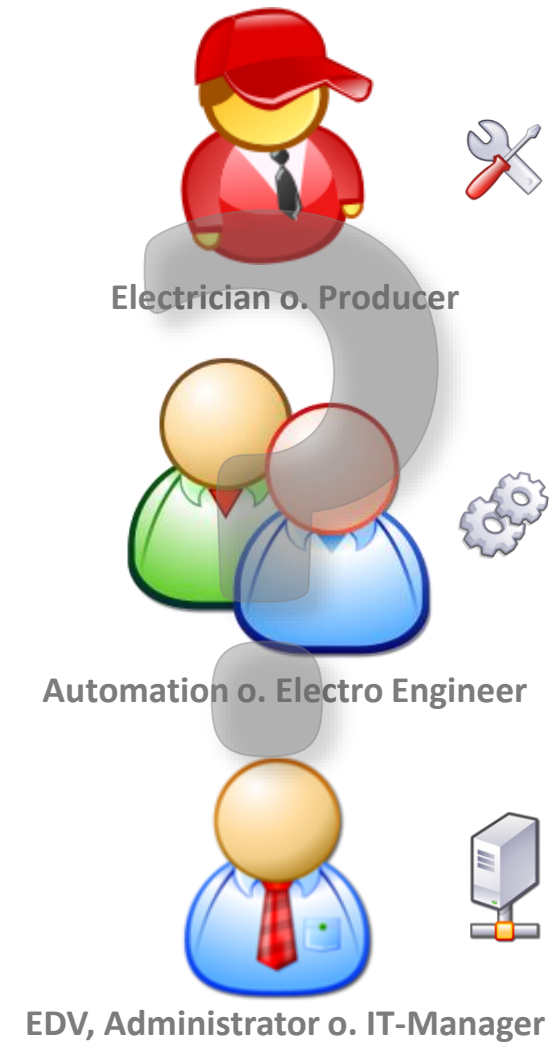 Electrician o. Producer
Automation o. Electro Engineer
EDV, Administrator o. IT-Manager